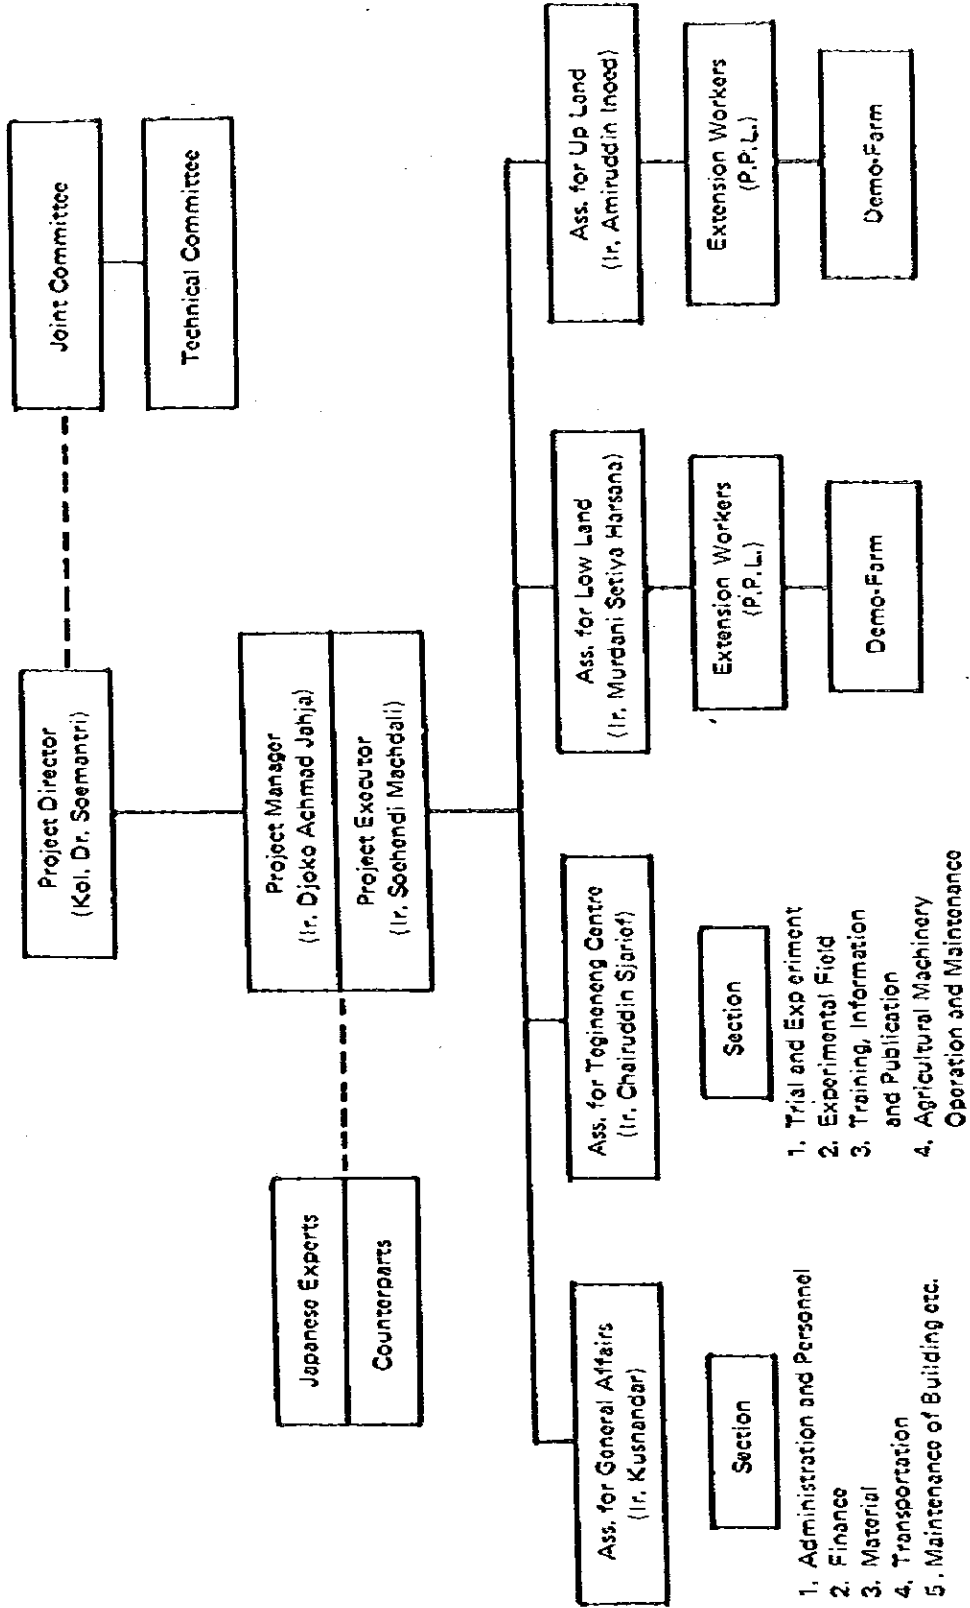 Project Director
(Kol. Dr. Soemantri)
Joint Committee
Technical Committee
Project Manager
(Ir. Djoko Achmad Jahja)
Project Executor
(Ir. Soehendi Machdali)
Japanese Experts
Counterparts
Ass. for General Affairs
(Ir. Kusnandar)
Section
1. Administration and Personnel
2. Finance
3. Material
4. Transportation
5. Maintenance of Building etc.
Ass. for Tegineneng Centre
(Ir. Chairuddin Sjarief)
Section
1. Trial and Experiment
2. Experimental Field
3. Training, Information
and Publication
4. Agricultural Machinery
Operation and Maintenance
Ass. for Low Land
(Ir. Murdani Setiya Harsana)
Extension Workers
(P.P.L.)
Demo-Farm
Ass. for Up Land
(Ir. Amiruddin Inoed)
Extension Workers
(P.P.L.)
Demo-Farm